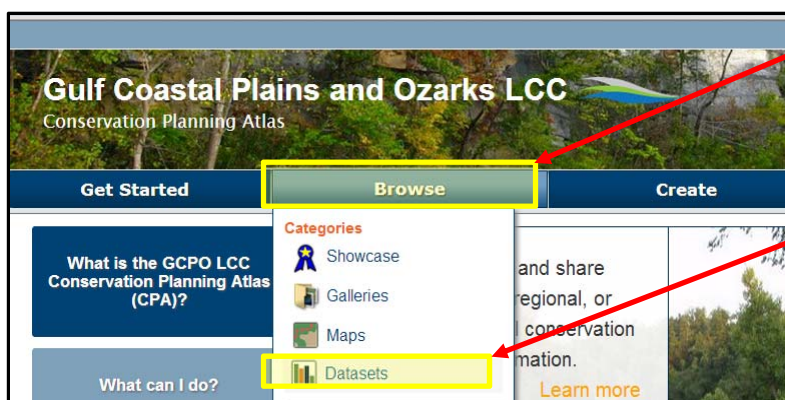 Gulf Coastal Plains and Ozarks LCC
Conservation Planning Atlas
Get Started
Browse
Create
What is the GCPO LCC
Conservation Planning Atlas
(CPA)?
What can I do?
Categories
Showcase
Galleries
Maps
Datasets
and share
regional, or
conservation
mation.
Learn more